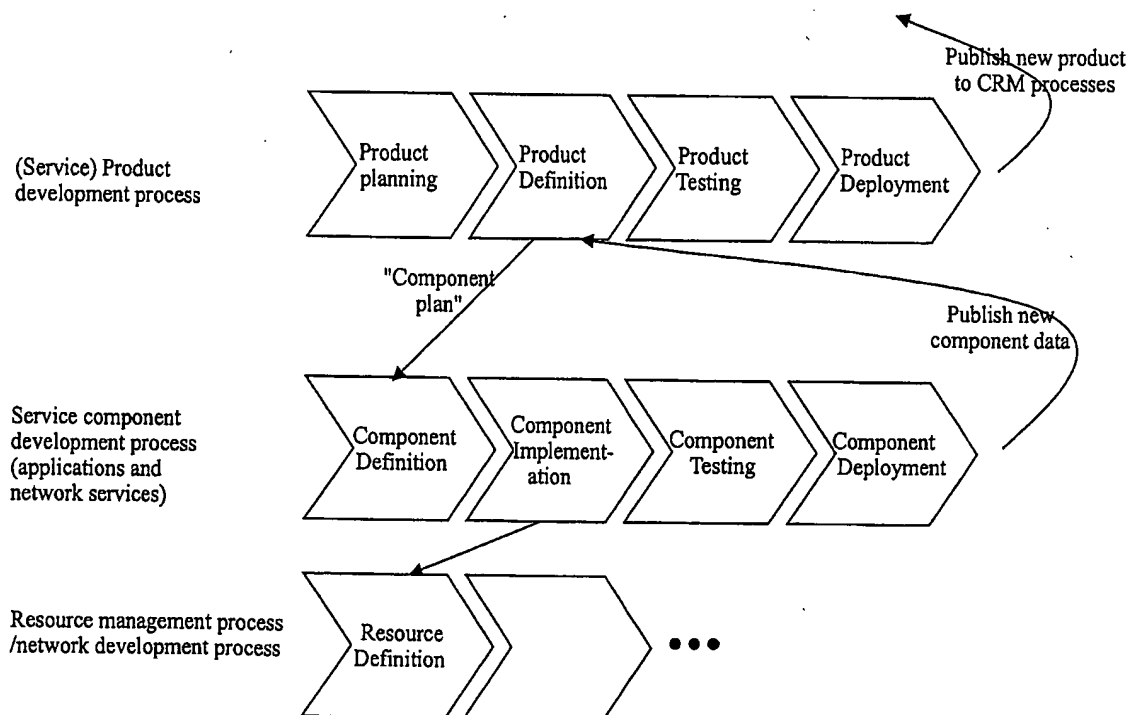 Publish new product
to CRM processes
(Service) Product
development process
Product
planning
Product
Definition
Product
Testing
Product
Deployment
"Component
plan"
Publish new
component data
Service component
development process
(applications and
network services)
Component
Definition
Component
Implement-
ation
Component
Testing
Component
Deployment
Resource management process
/network development process
Resource
Definition